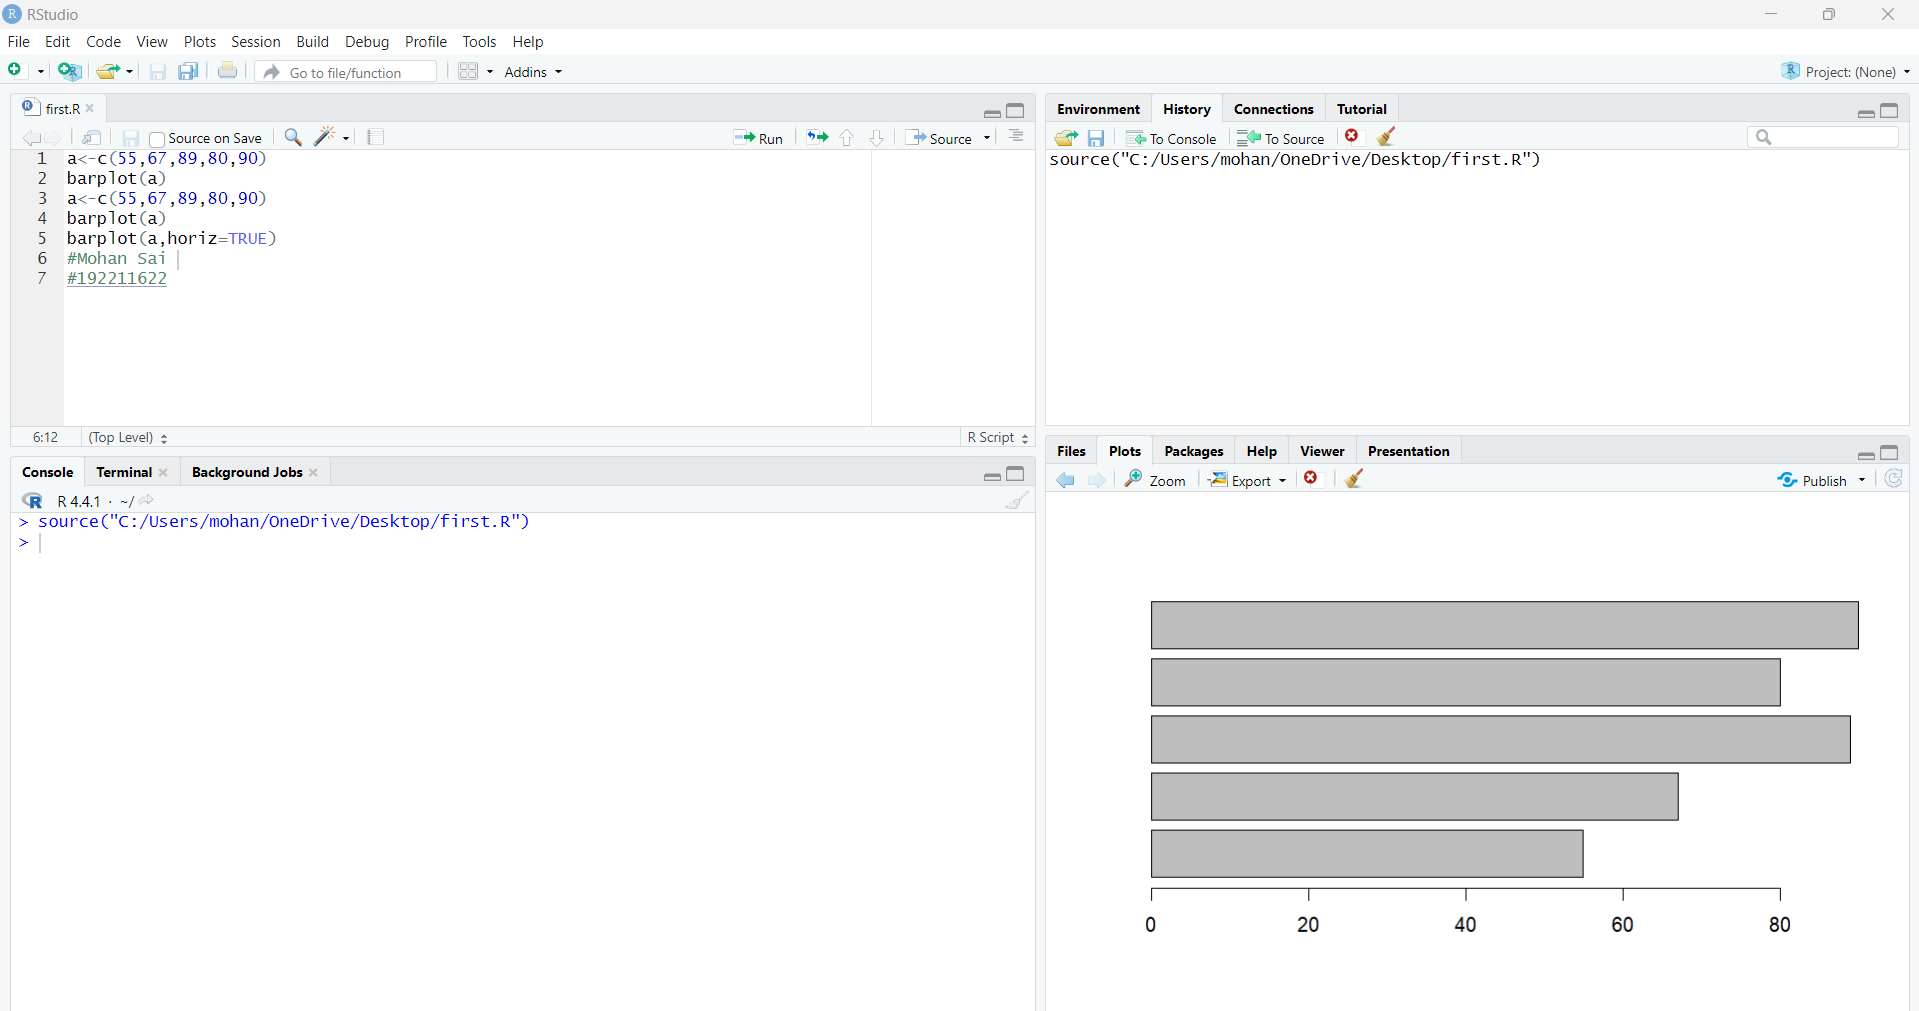 RStudio
File Edit Code View Plots Session Build Debug Profile Tools Help
Go to file/function Addins Project: (None)
first.R
Source on Save Run Source
1 a<-c(55,67,89,80,90)
2 barplot(a)
3 a<-c(55,67,89,80,90)
4 barplot(a)
5 barplot(a,horiz=TRUE)
6 #Mohan Sai
7 #192211622
6:12 (Top Level) R Script
Console Terminal Background Jobs
R 4.4.1 · ~/
> source("C:/Users/mohan/OneDrive/Desktop/first.R")
>
Environment History Connections Tutorial
To Console To Source
source("C:/Users/mohan/OneDrive/Desktop/first.R")
Files Plots Packages Help Viewer Presentation
Zoom Export Publish
0 20 40 60 80